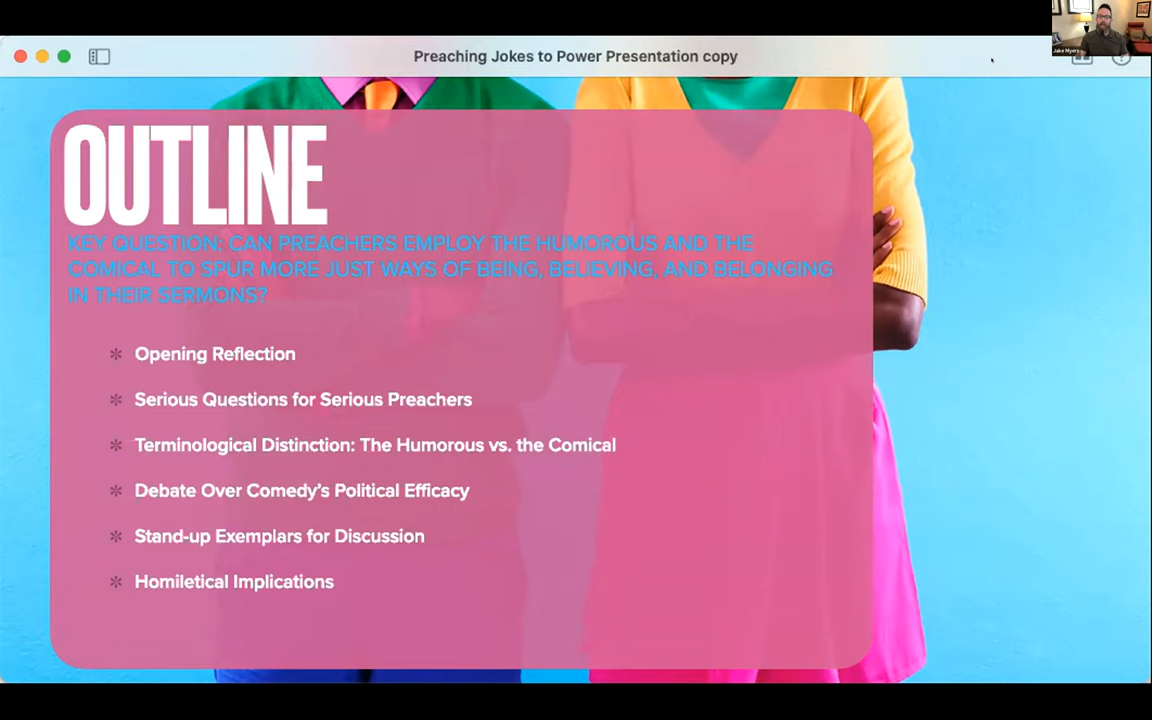 Jake Myers
Preaching Jokes to Power Presentation copy
OUTLINE
KEY QUESTION: CAN PREACHERS EMPLOY THE HUMOROUS AND THE
COMICAL TO SPUR MORE JUST WAYS OF BEING, BELIEVING, AND BELONGING
IN THEIR SERMONS?
* Opening Reflection
* Serious Questions for Serious Preachers
* Terminological Distinction: The Humorous vs. the Comical
* Debate Over Comedy's Political Efficacy
* Stand-up Exemplars for Discussion
* Homiletical Implications